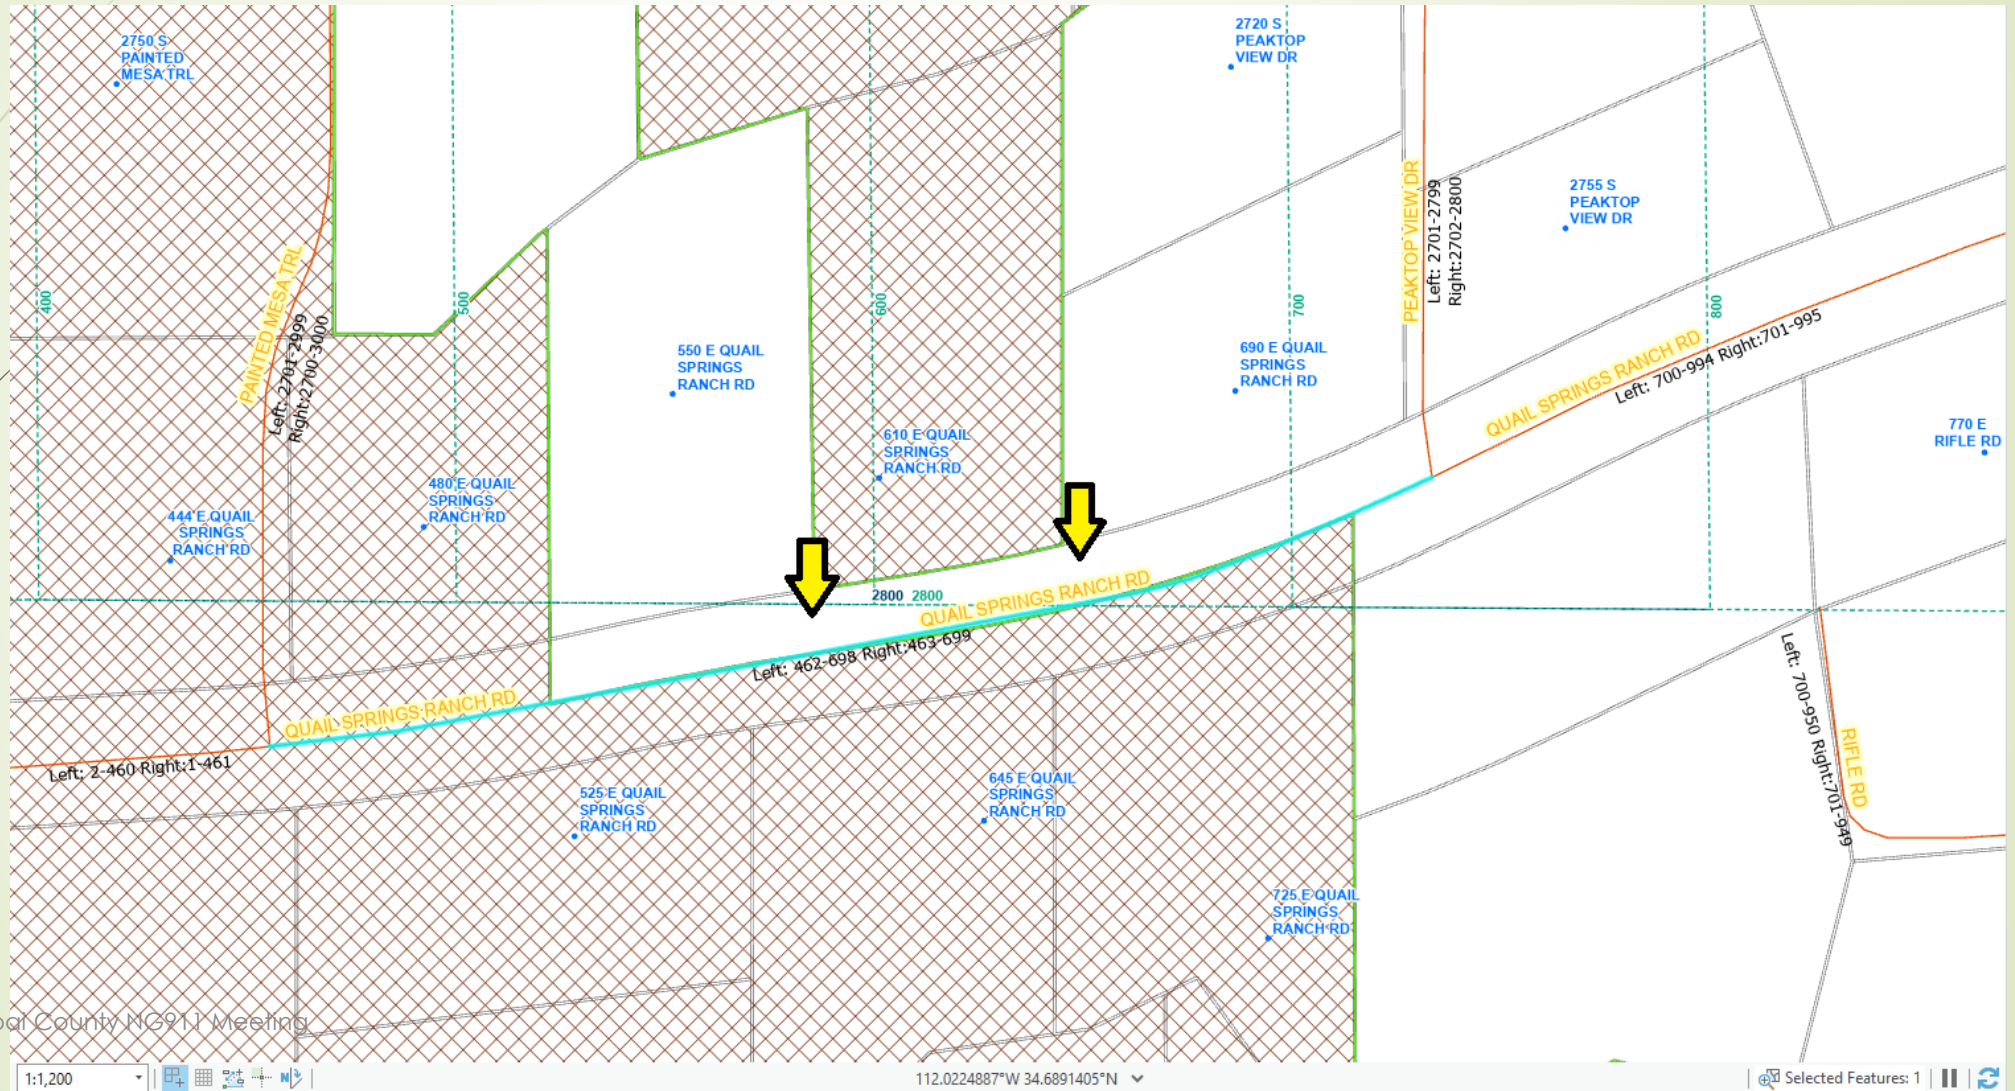 2750 S
PAINTED
MESA TRL
2720 S
PEAKTOP
VIEW DR
2755 S
PEAKTOP
VIEW DR
PEAKTOP VIEW DR
Left: 2701-2799
Right:2702-2800
400
500
600
700
800
PAINTED MESA TRL
Left: 2701-2999
Right:2700-3000
550 E QUAIL
SPRINGS
RANCH RD
690 E QUAIL
SPRINGS
RANCH RD
QUAIL SPRINGS RANCH RD
Left: 700-994 Right:701-995
610 E QUAIL
SPRINGS
RANCH RD
770 E
RIFLE RD
480 E QUAIL
SPRINGS
RANCH RD
444 E QUAIL
SPRINGS
RANCH RD
2800 2800
QUAIL SPRINGS RANCH RD
Left: 462-698 Right:463-699
QUAIL SPRINGS RANCH RD
Left: 2-460 Right:1-461
Left: 700-950 Right:701-949
RIFLE RD
525 E QUAIL
SPRINGS
RANCH RD
645 E QUAIL
SPRINGS
RANCH RD
725 E QUAIL
SPRINGS
RANCH RD
County NG911 Meeting
1:1,200
112.0224887°W 34.6891405°N
Selected Features: 1